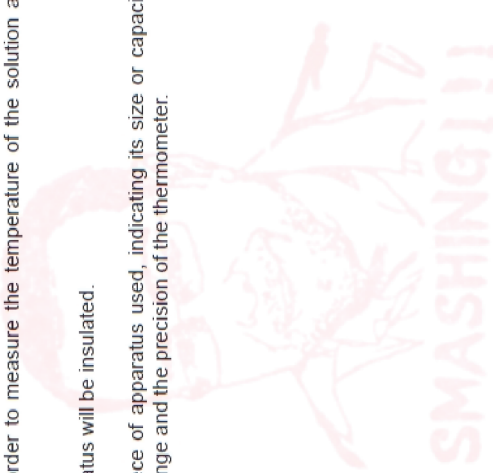 order to measure the temperature of the solution a
atus will be insulated.
ce of apparatus used, indicating its size or capaci
nge and the precision of the thermometer.
SMASHING!!!